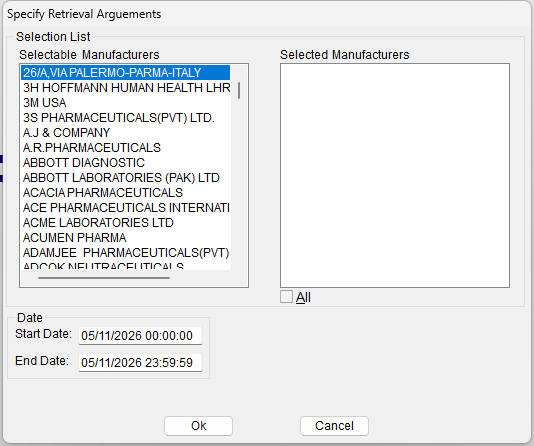 Specify Retrieval Arguements
Selection List
Selectable Manufacturers
26/A,VIA PALERMO-PARMA-ITALY
3H HOFFMANN HUMAN HEALTH LHR
3M USA
3S PHARMACEUTICALS(PVT) LTD.
A.J & COMPANY
A.R.PHARMACEUTICALS
ABBOTT DIAGNOSTIC
ABBOTT LABORATORIES (PAK) LTD
ACACIA PHARMACEUTICALS
ACE PHARMACEUTICALS INTERNATI
ACME LABORATORIES LTD
ACUMEN PHARMA
ADAMJEE PHARMACEUTICALS(PVT)
ADCOK NEUTRACEUTICALS
Selected Manufacturers
All
Date
Start Date: 05/11/2026 00:00:00
End Date: 05/11/2026 23:59:59
Ok
Cancel